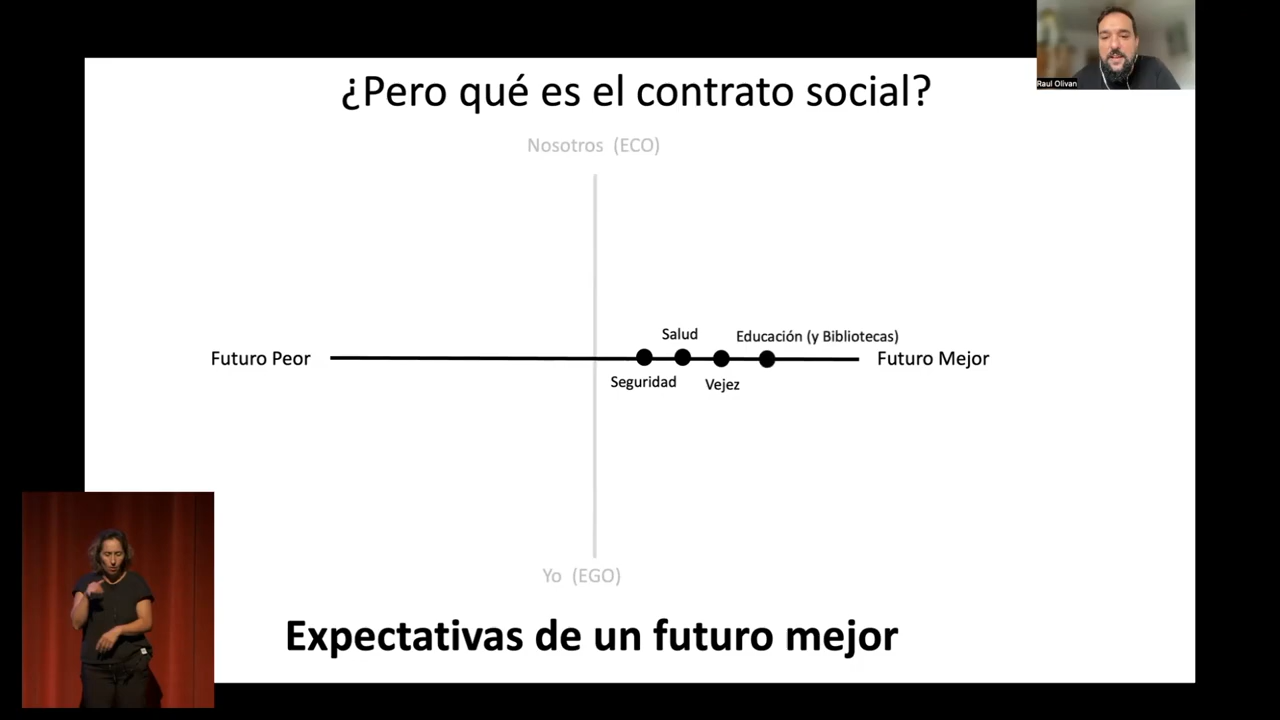 ¿Pero qué es el contrato social?
Raul Olivan
Nosotros (ECO)
Salud
Educación (y Bibliotecas)
Futuro Peor
Futuro Mejor
Seguridad
Vejez
Yo (EGO)
Expectativas de un futuro mejor